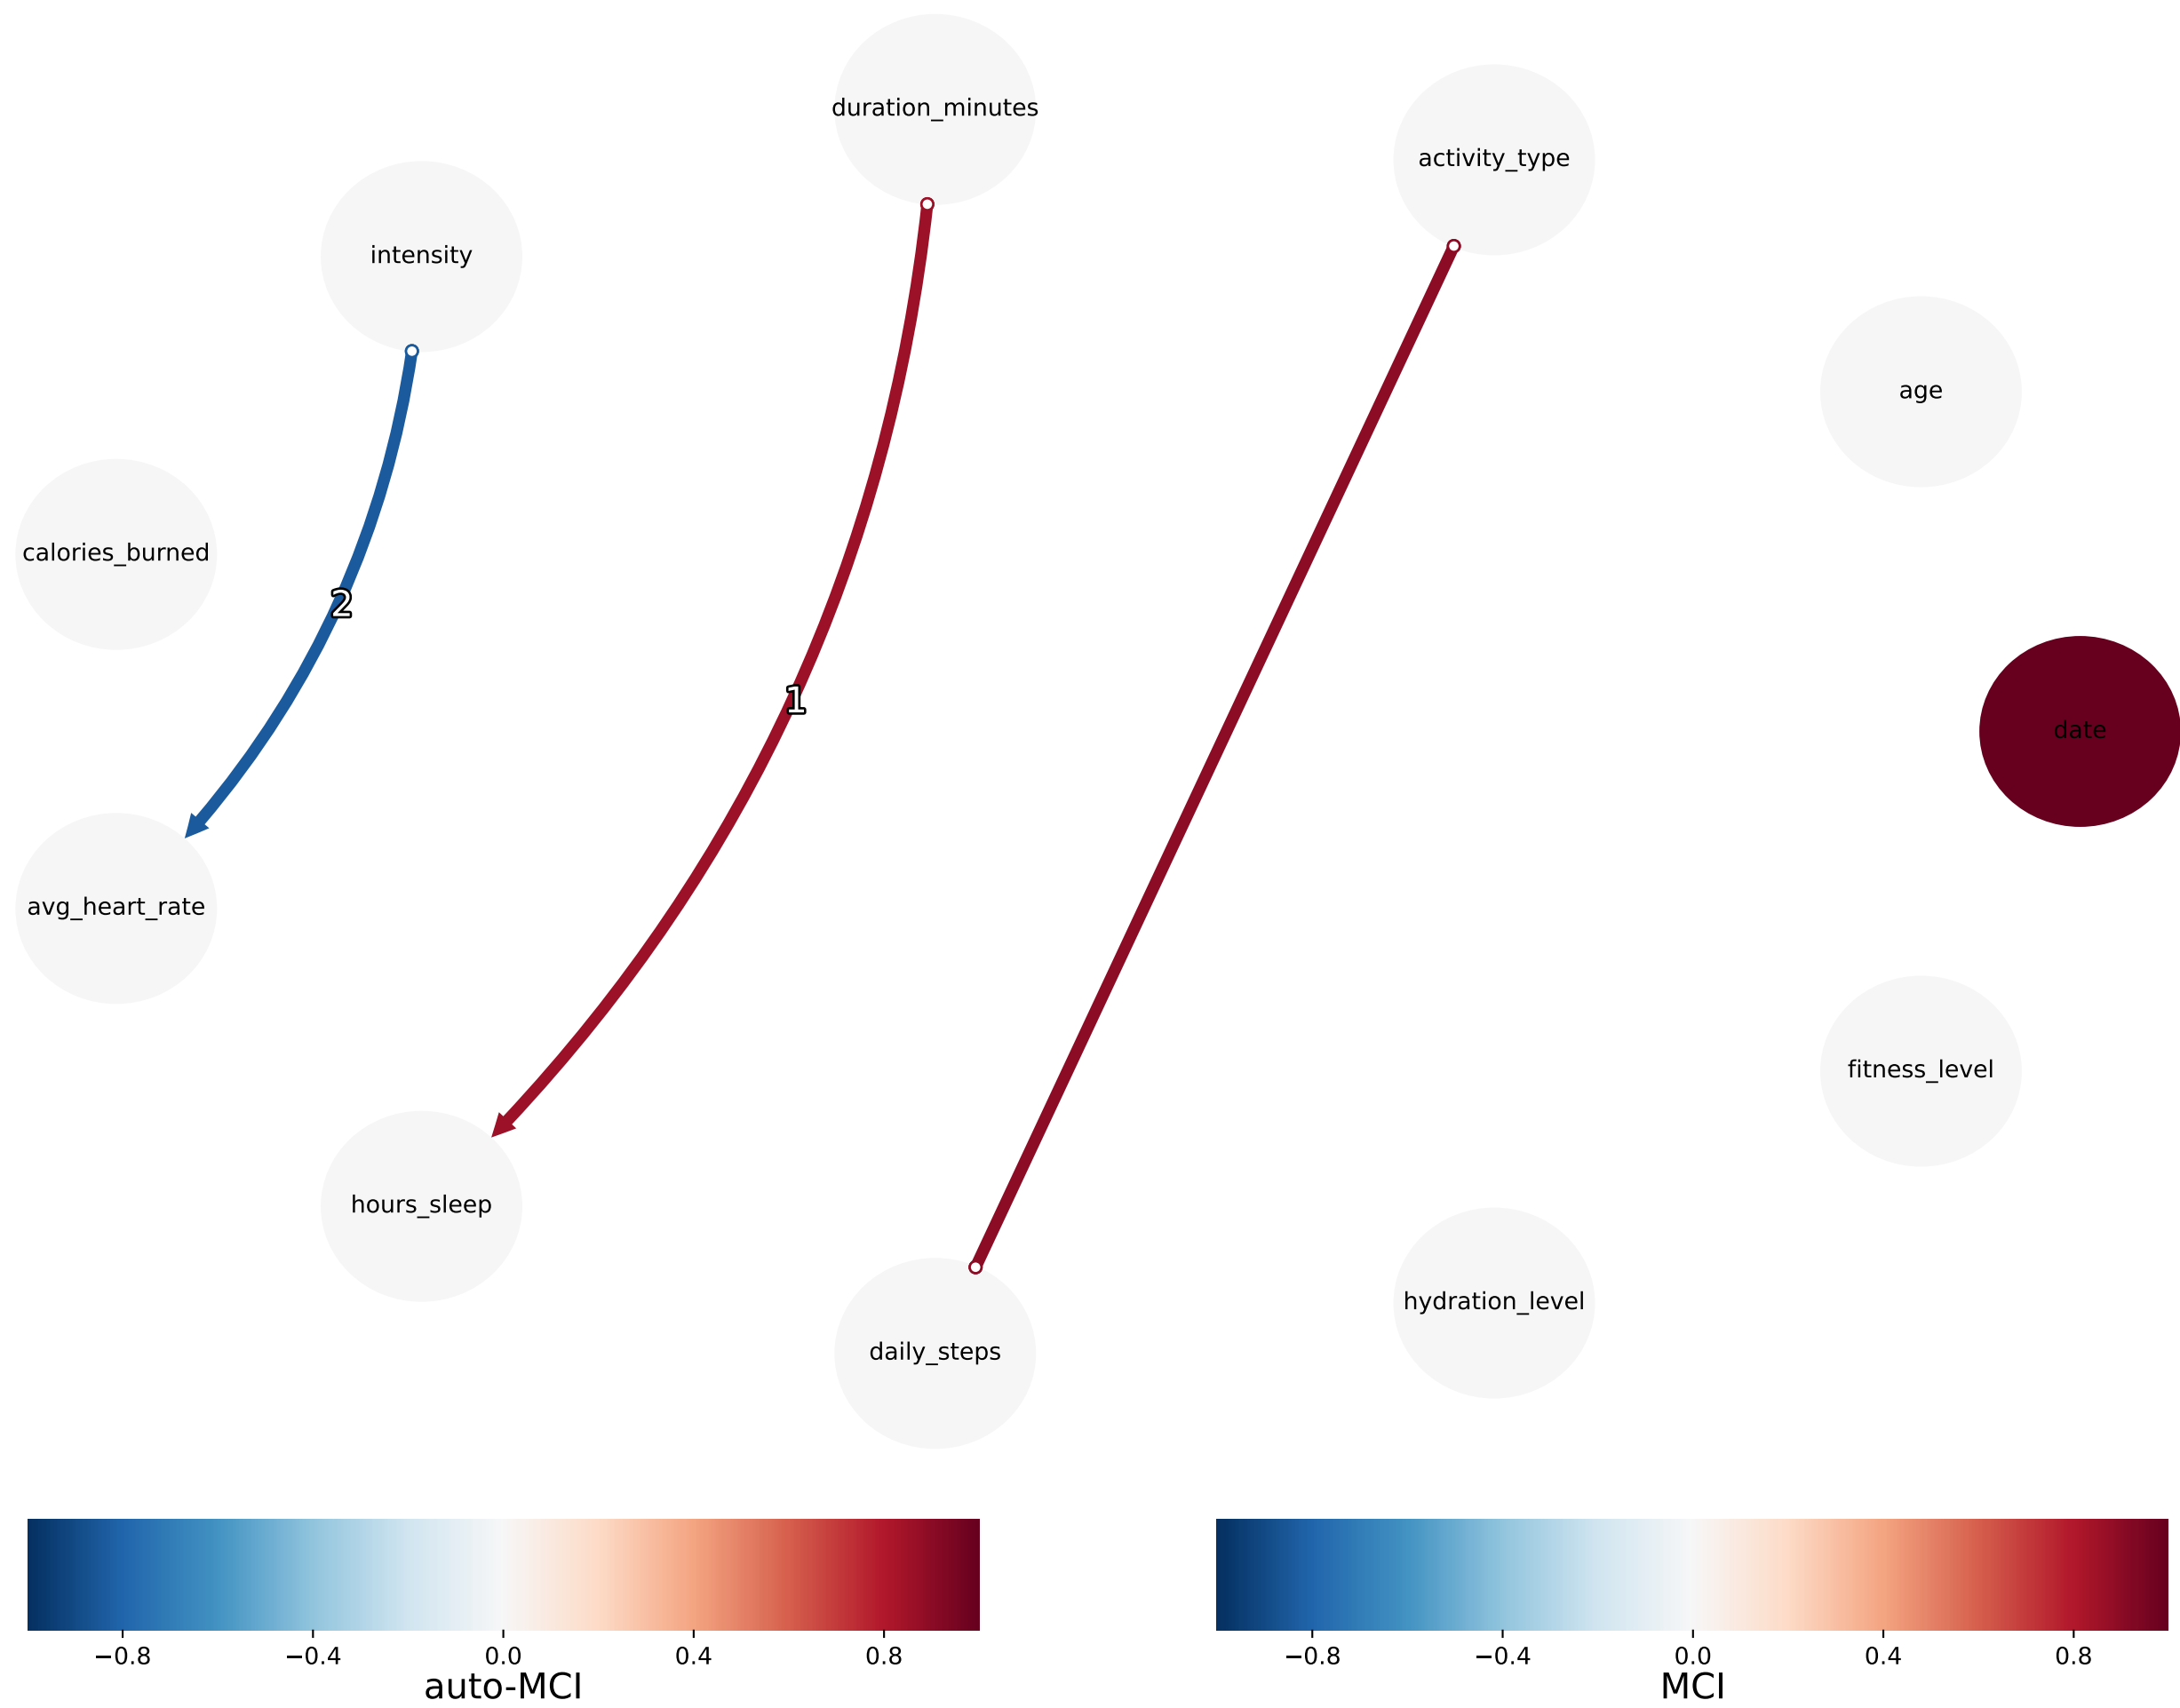 duration_minutes
activity_type
intensity
age
calories_burned
2
1
date
avg_heart_rate
fitness_level
hours_sleep
hydration_level
daily_steps
−0.8 −0.4 0.0 0.4 0.8
auto-MCI
−0.8 −0.4 0.0 0.4 0.8
MCI